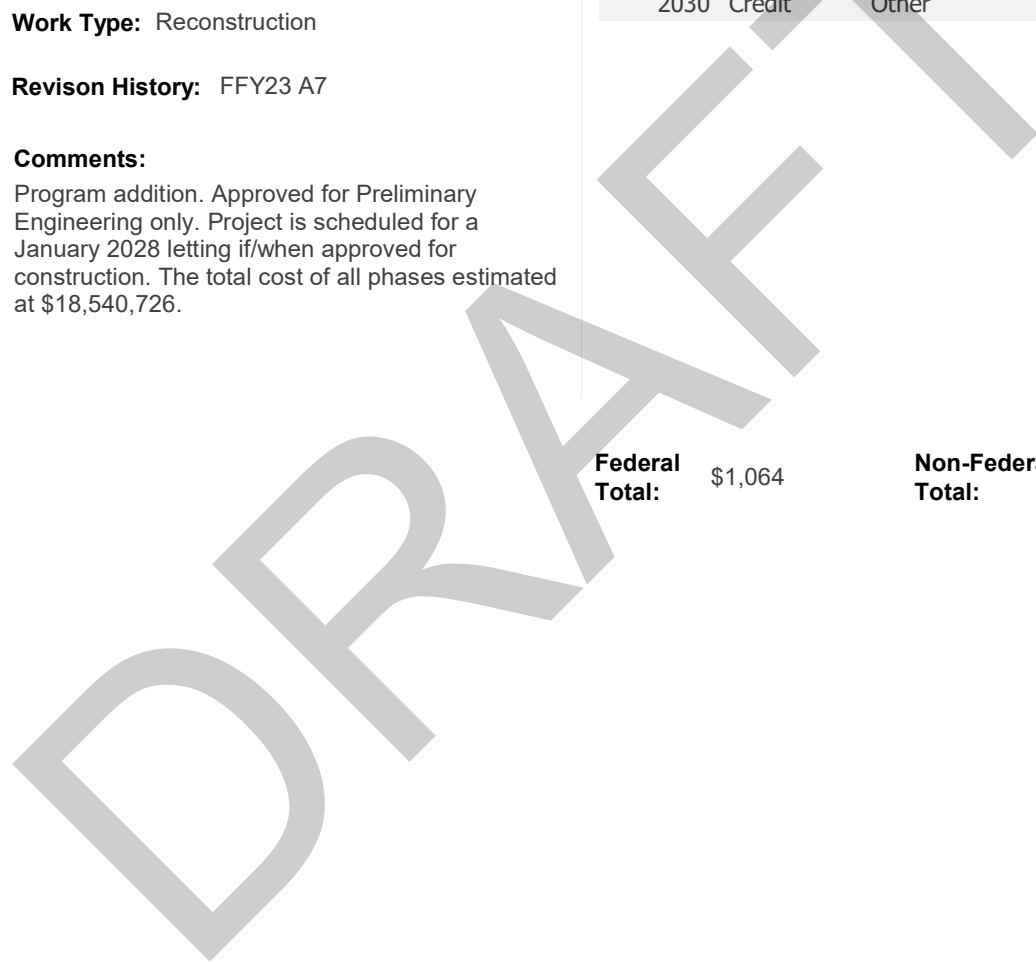 2030 Credit Other
Work Type: Reconstruction
Revison History: FFY23 A7
Comments:
Program addition. Approved for Preliminary
Engineering only. Project is scheduled for a
January 2028 letting if/when approved for
construction. The total cost of all phases estimated
at $18,540,726.
Federal
Total: $1,064
Non-Federa
Total:
DRAFT